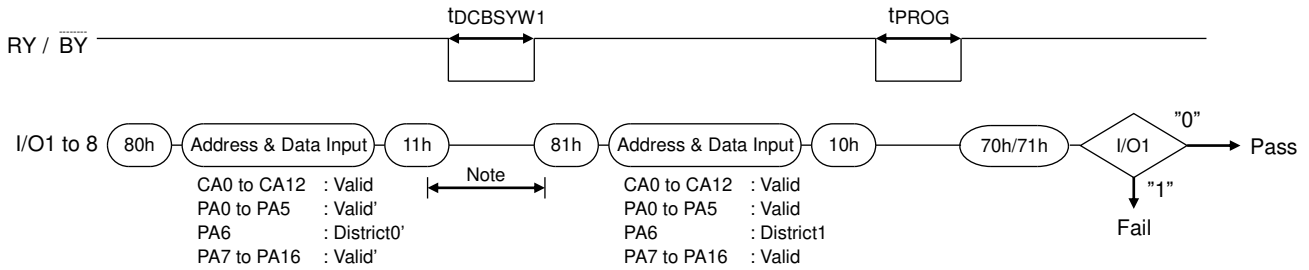 tDCBSYW1 tPROG
RY / BY
I/O1 to 8 80h Address & Data Input 11h 81h Address & Data Input 10h 70h/71h I/O1 "0" Pass
Note "1"
CA0 to CA12 : Valid CA0 to CA12 : Valid
PA0 to PA5 : Valid' PA0 to PA5 : Valid
Fail
PA6 : District0' PA6 : District1
PA7 to PA16 : Valid' PA7 to PA16 : Valid